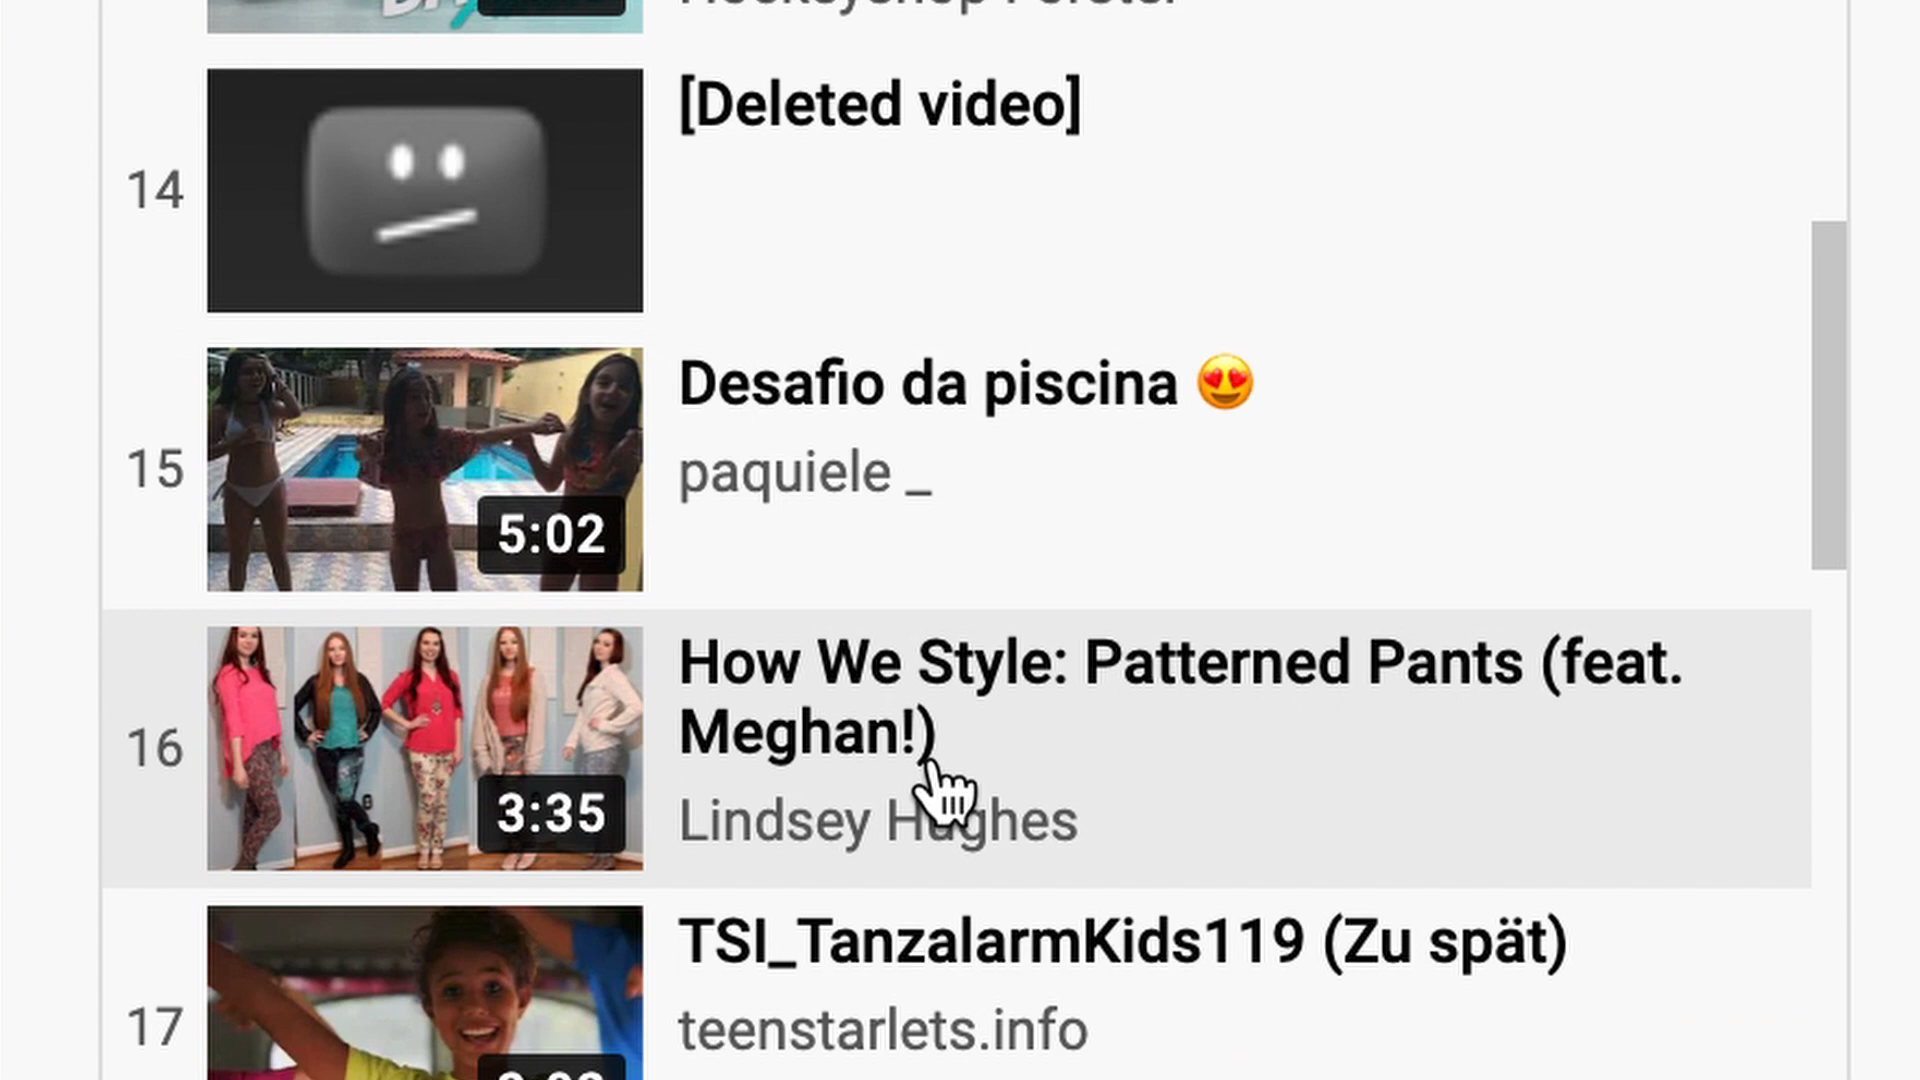 [Deleted video]
14
Desafio da piscina 😍
paquiele _
15
5:02
How We Style: Patterned Pants (feat.
Meghan!)
16
3:35
Lindsey Hughes
TSI_TanzalarmKids119 (Zu spät)
17
teenstarlets.info